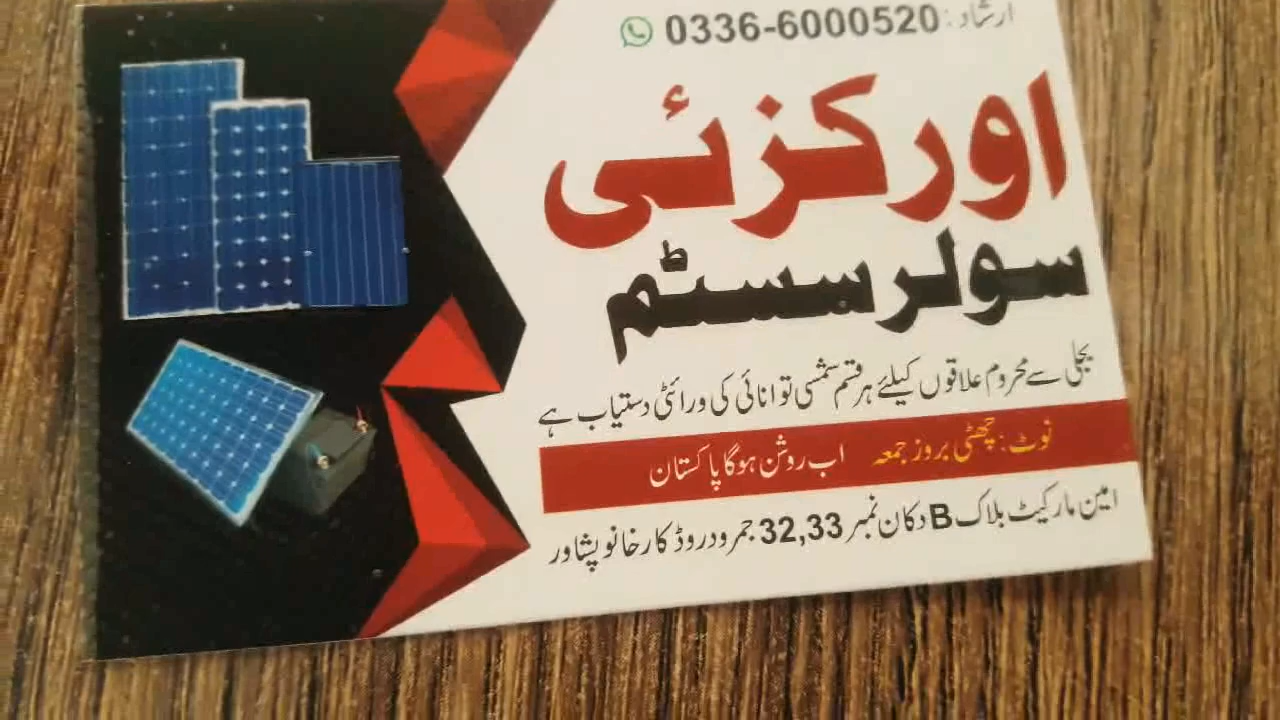 ارشاد: 0336-6000520
اورکزئی
سولر سسٹم
بجلی سے محروم علاقوں کیلئے ہر قسم شمسی توانائی کی ورائٹی دستیاب ہے
نوٹ: چھٹی بروز جمعہ اب روشن ہوگا پاکستان
امین مارکیٹ بلاک B دکان نمبر 32,33 جمرود روڈ کارخانو پشاور